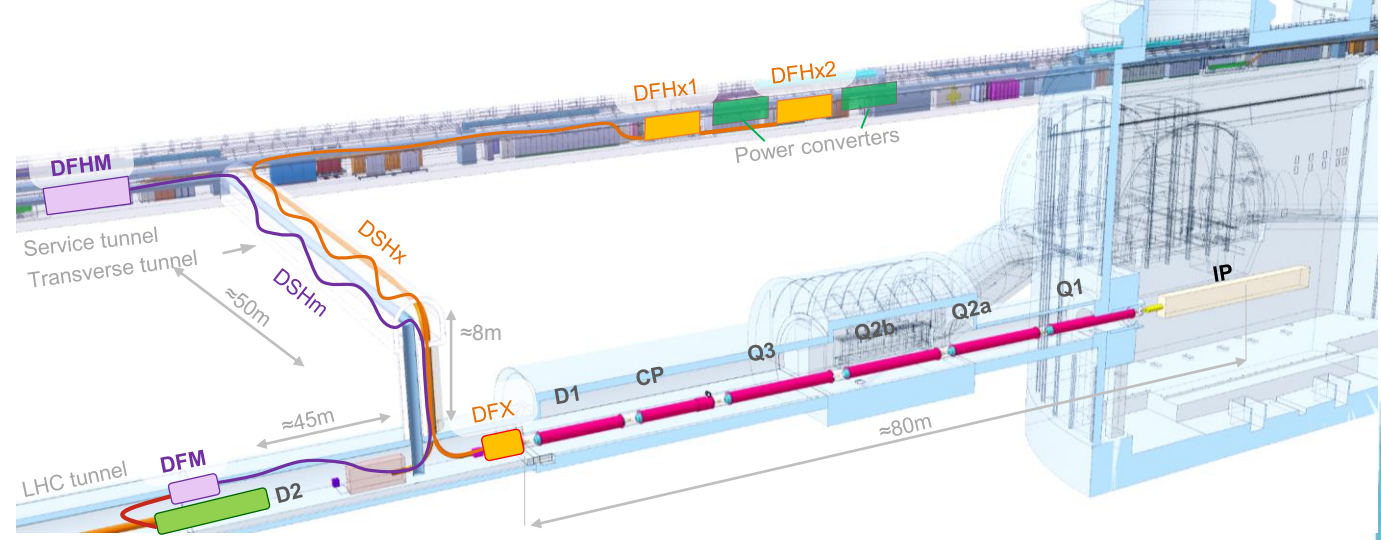 DFHx1
DFHx2
Power converters
DFHM
Service tunnel
Transverse tunnel
DSHx
DSHm
≈50m
≈8m
IP
Q1
Q2a
Q2b
Q3
CP
D1
DFX
≈45m
≈80m
LHC tunnel
DFM
D2